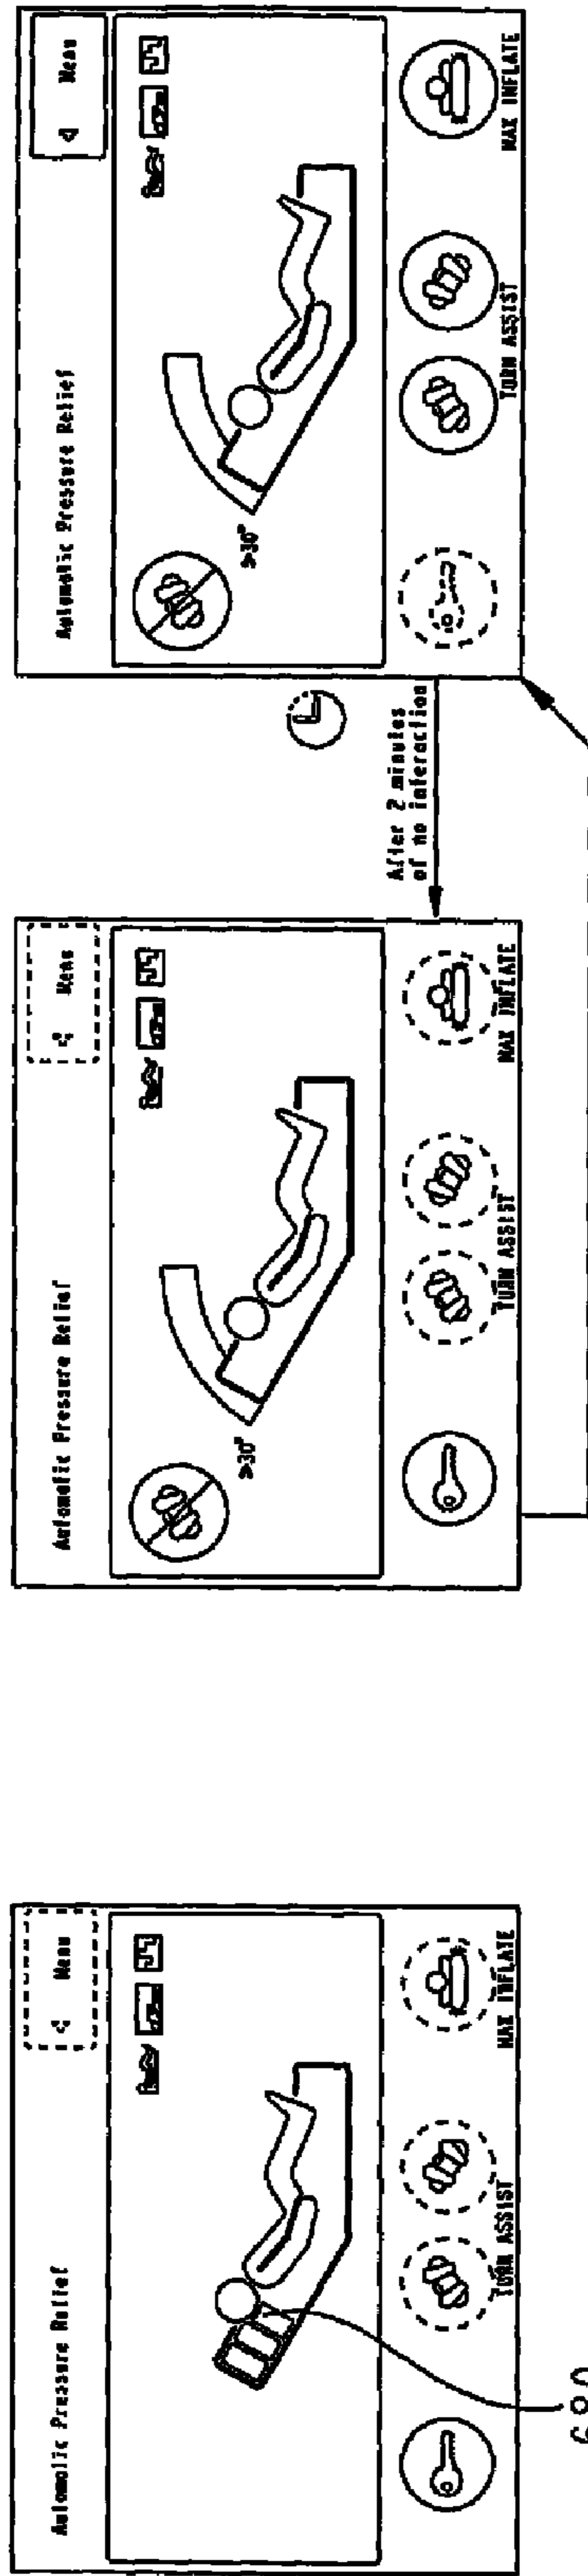 Automatic Pressure Relief
Menu
TURN ASSIST
MAX INFLATE
680
Automatic Pressure Relief
Menu
≥30°
TURN ASSIST
MAX INFLATE
After 2 minutes
of no interaction
Automatic Pressure Relief
Menu
≥30°
TURN ASSIST
MAX INFLATE